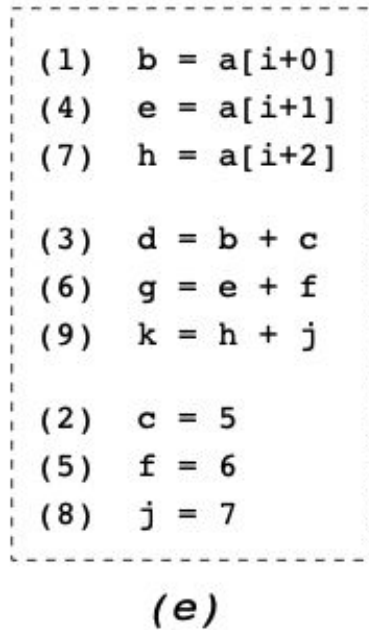 (1) b = a[i+0]
(4) e = a[i+1]
(7) h = a[i+2]
(3) d = b + c
(6) g = e + f
(9) k = h + j
(2) c = 5
(5) f = 6
(8) j = 7
(e)